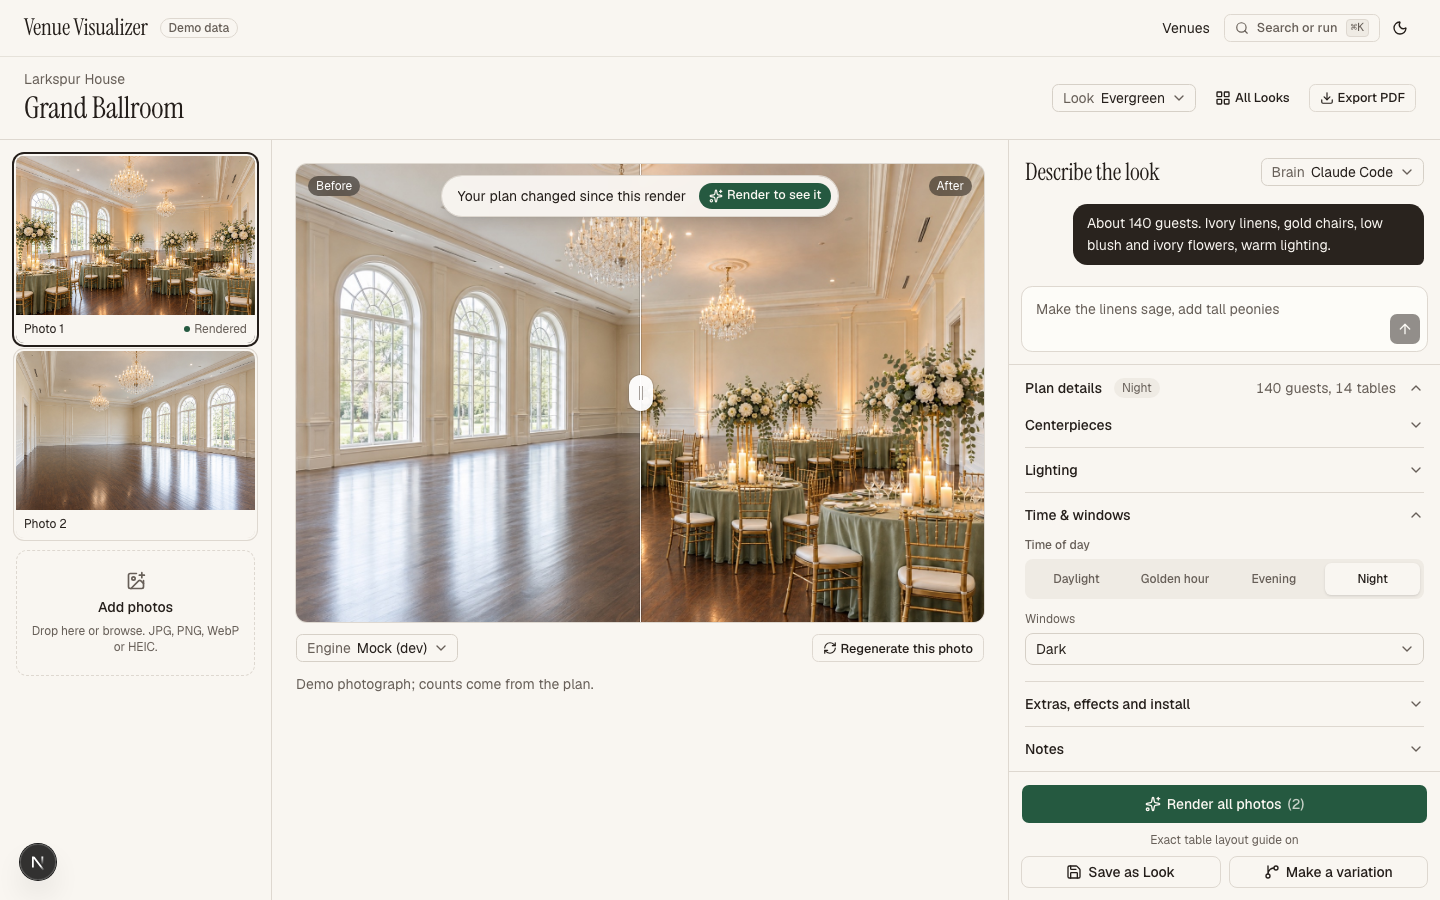 Venue Visualizer
Demo data
Venues
Search or run
⌘K
Larkspur House
Grand Ballroom
Look Evergreen
All Looks
Export PDF
Photo 1
Rendered
Photo 2
Add photos
Drop here or browse. JPG, PNG, WebP
or HEIC.
Before
Your plan changed since this render
Render to see it
After
Engine Mock (dev)
Regenerate this photo
Demo photograph; counts come from the plan.
Describe the look
Brain Claude Code
About 140 guests. Ivory linens, gold chairs, low
blush and ivory flowers, warm lighting.
Make the linens sage, add tall peonies
Plan details
Night
140 guests, 14 tables
Centerpieces
Lighting
Time & windows
Time of day
Daylight
Golden hour
Evening
Night
Windows
Dark
Extras, effects and install
Notes
Render all photos (2)
Exact table layout guide on
Save as Look
Make a variation
N